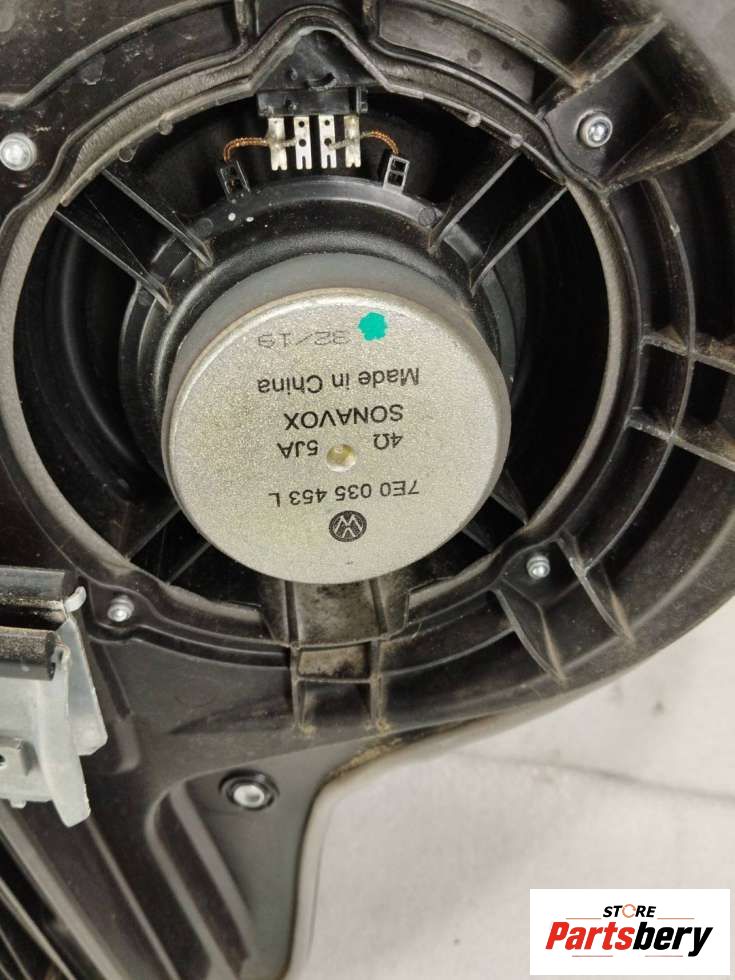 7E0 035 453 L
4Ω 5JA
SONAVOX
Made in China
32/19
STORE
Partsbery